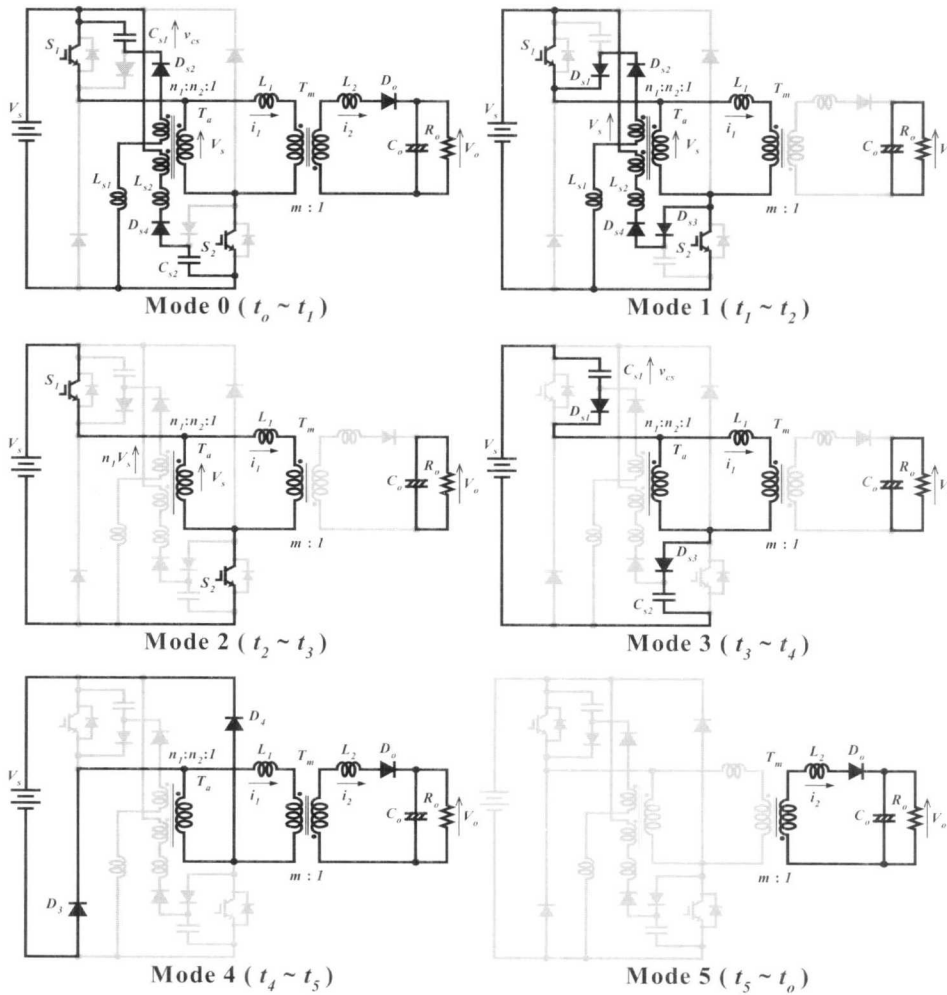 S1
Cs1
vcs
Ds2
n1:n2:1
Ta
Vs
L1
i1
Tm
L2
i2
Do
Co
Ro
Vo
Vs
Ls1
Ls2
Ds4
Cs2
S2
m : 1
Mode 0 ( to ~ t1 )
S1
Ds1
Ds2
n1:n2:1
Ta
Vs
Vs
L1
i1
Tm
Co
Ro
V
Vs
Ls1
Ls2
Ds4
Ds3
S2
m : 1
Mode 1 ( t1 ~ t2 )
S1
n1:n2:1
Ta
n1Vs
Vs
L1
i1
Tm
Co
Ro
Vo
Vs
S2
m : 1
Mode 2 ( t2 ~ t3 )
Cs1
vcs
Ds1
n1:n2:1
Ta
L1
i1
Tm
Co
Ro
V
Vs
Ds3
Cs2
m : 1
Mode 3 ( t3 ~ t4 )
Vs
D4
n1:n2:1
Ta
L1
i1
Tm
L2
i2
Do
Co
Ro
Vo
D3
m : 1
Mode 4 ( t4 ~ t5 )
Vs
Tm
L2
i2
Do
Co
Ro
Vo
m : 1
Mode 5 ( t5 ~ to )